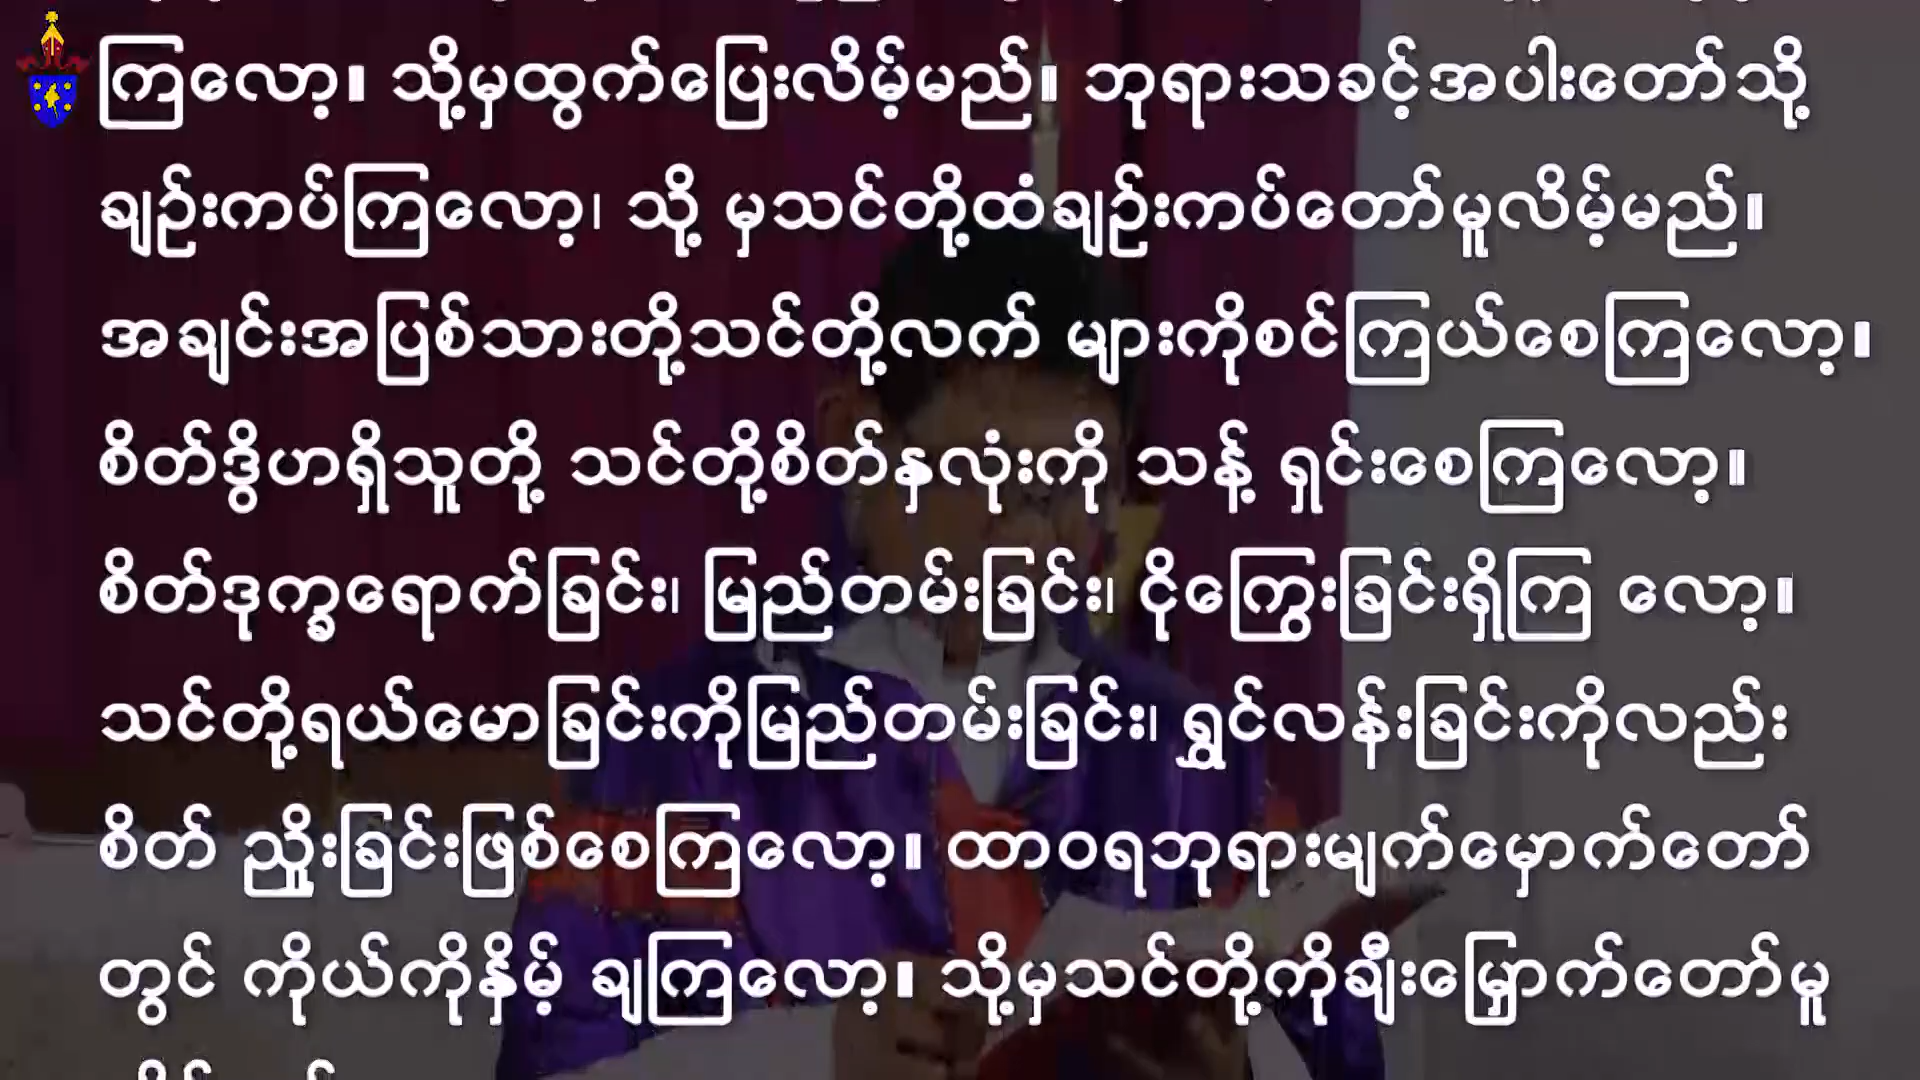 ကြလော့။ သို့မှထွက်ပြေးလိမ့်မည်။ ဘုရားသခင့်အပါးတော်သို့
ချဉ်းကပ်ကြလော့၊ သို့ မှသင်တို့ထံချဉ်းကပ်တော်မူလိမ့်မည်။
အချင်းအပြစ်သားတို့သင်တို့လက် များကိုစင်ကြယ်စေကြလော့။
စိတ်ဒွိဟရှိသူတို့ သင်တို့စိတ်နှလုံးကို သန့် ရှင်းစေကြလော့။
စိတ်ဒုက္ခရောက်ခြင်း၊ မြည်တမ်းခြင်း၊ ငိုကြွေးခြင်းရှိကြ လော့။
သင်တို့ရယ်မောခြင်းကိုမြည်တမ်းခြင်း၊ ရွှင်လန်းခြင်းကိုလည်း
စိတ် ညှိုးခြင်းဖြစ်စေကြလော့။ ထာဝရဘုရားမျက်မှောက်တော်
တွင် ကိုယ်ကိုနှိမ့် ချကြလော့။ သို့မှသင်တို့ကိုချီးမြှောက်တော်မူ